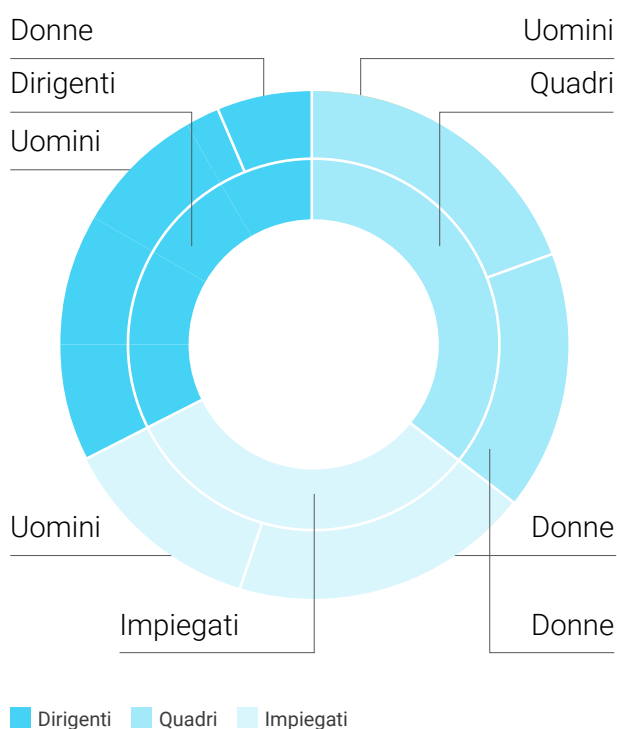 Donne
Uomini
Dirigenti
Quadri
Uomini
Uomini
Donne
Impiegati
Donne
Dirigenti Quadri Impiegati